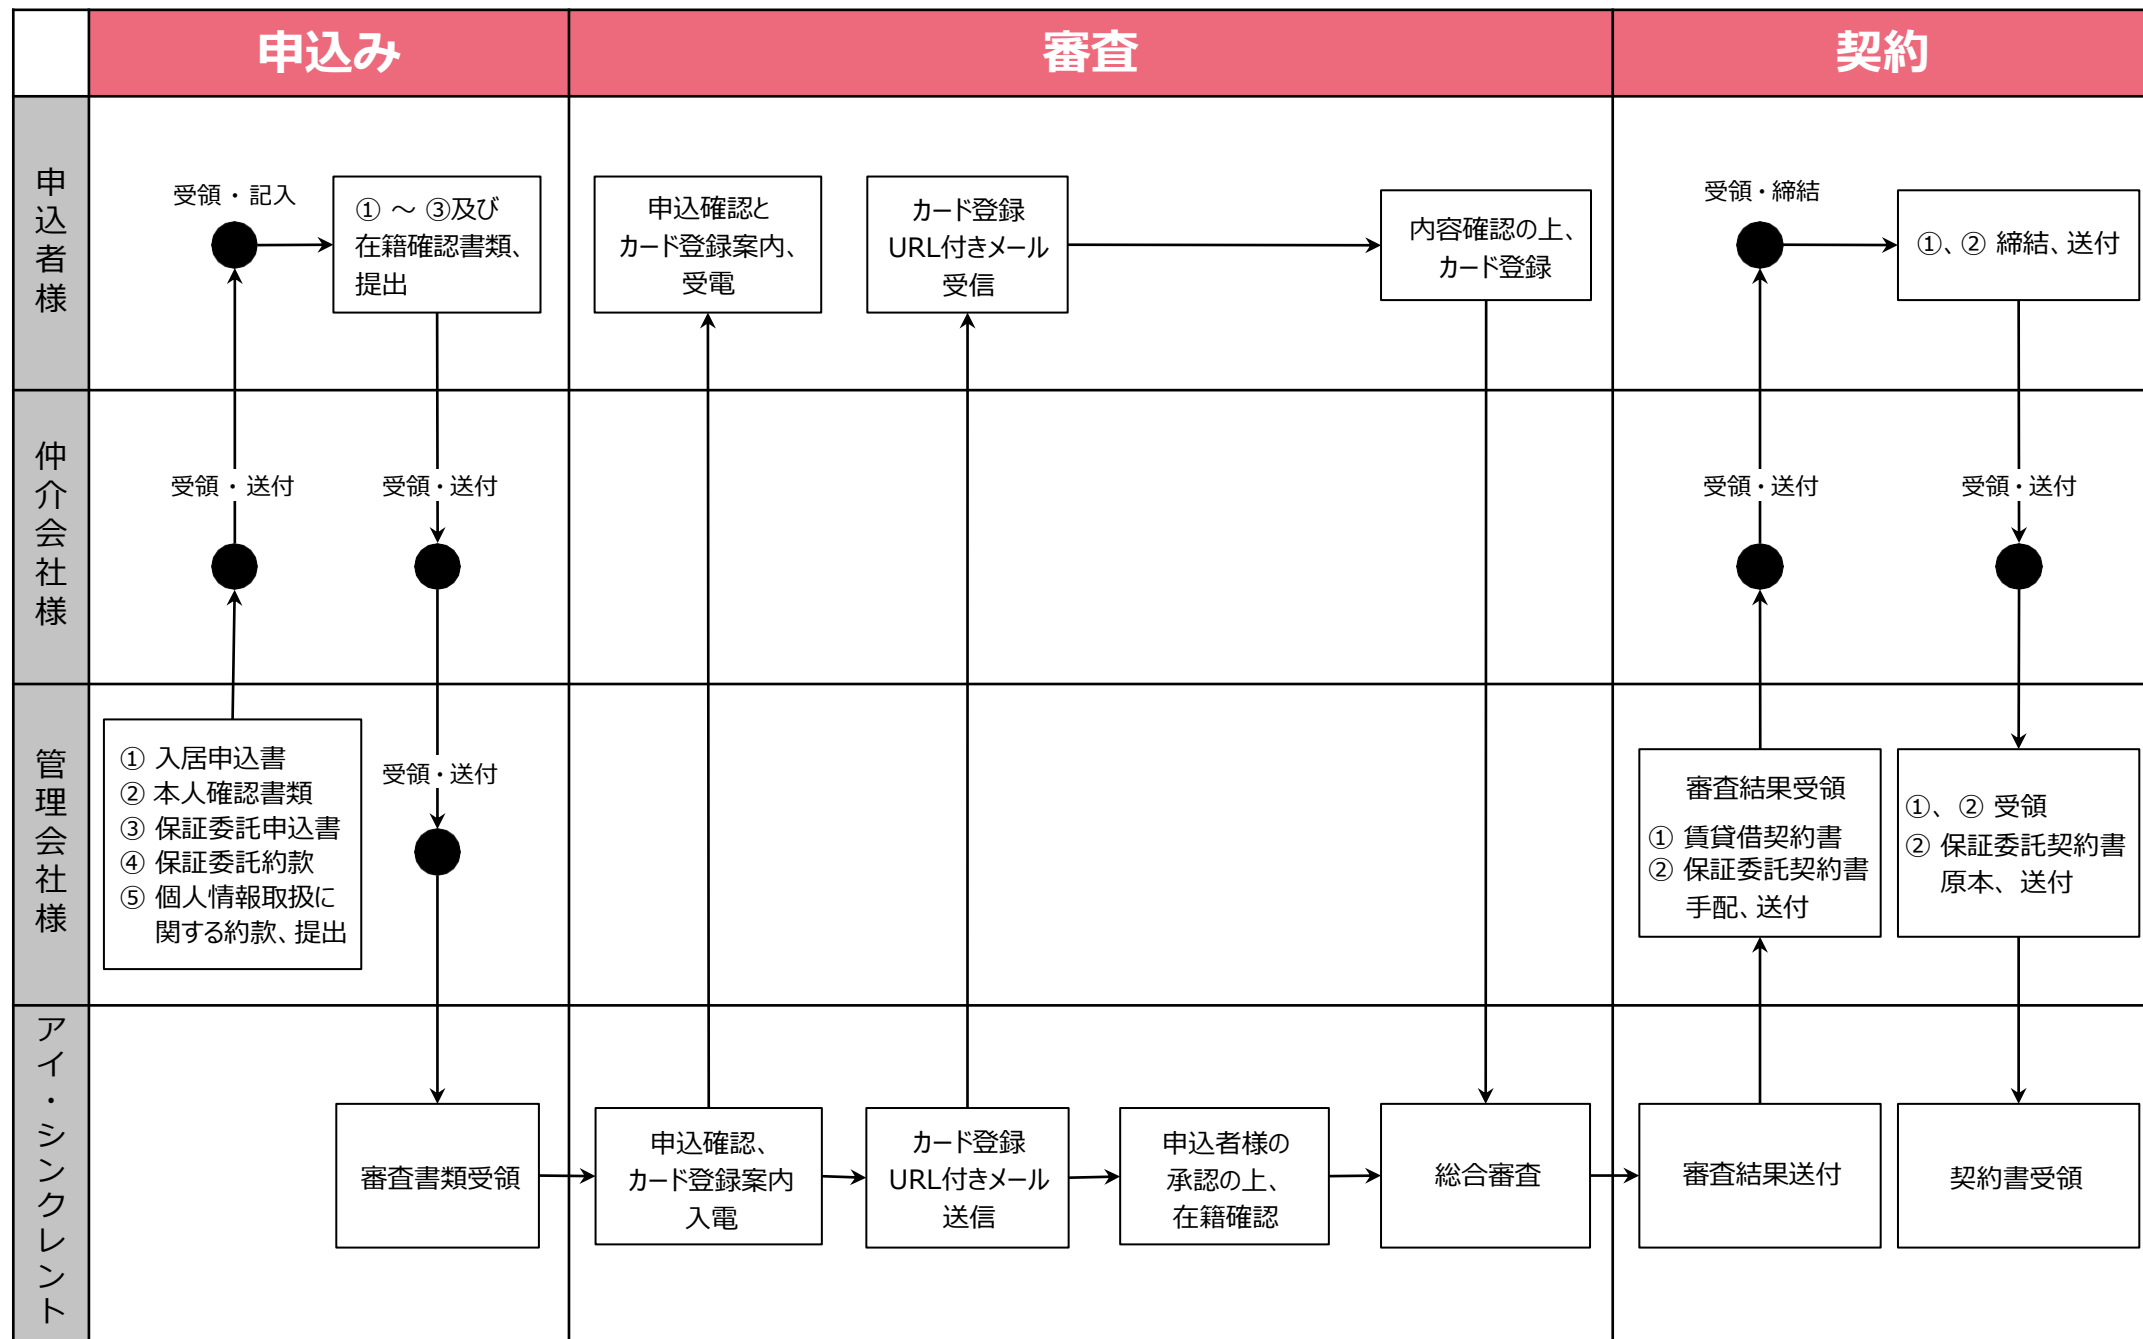 申込み
審査
契約
申込者様
受領・記入
①～③及び
在籍確認書類、
提出
申込確認と
カード登録案内、
受電
カード登録
URL付きメール
受信
内容確認の上、
カード登録
受領・締結
①、② 締結、送付
仲介会社様
受領・送付
受領・送付
受領・送付
受領・送付
管理会社様
① 入居申込書
② 本人確認書類
③ 保証委託申込書
④ 保証委託約款
⑤ 個人情報取扱に
関する約款、提出
受領・送付
審査結果受領
① 賃貸借契約書
② 保証委託契約書
手配、送付
①、② 受領
② 保証委託契約書
原本、送付
アイ・シンクレント
審査書類受領
申込確認、
カード登録案内
入電
カード登録
URL付きメール
送信
申込者様の
承認の上、
在籍確認
総合審査
審査結果送付
契約書受領